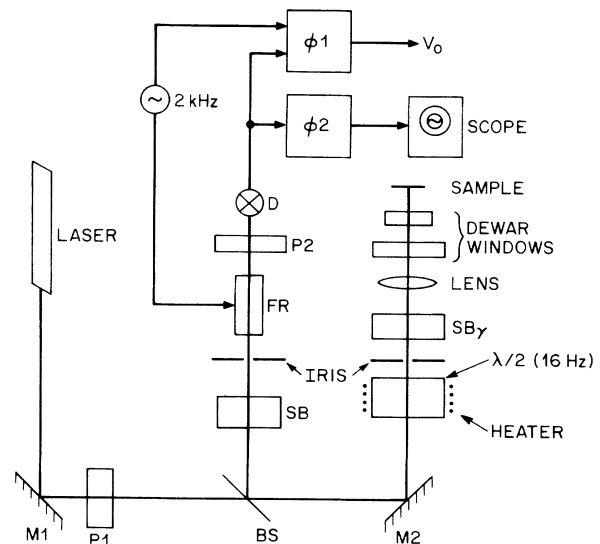 ϕ1
V₀
2 kHz
ϕ2
SCOPE
D
SAMPLE
LASER
P2
DEWAR
WINDOWS
LENS
FR
SBγ
IRIS
λ/2 (16 Hz)
SB
HEATER
M1
P1
BS
M2